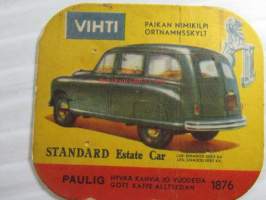 VIHTI
PAIKAN NIMIKILPI
ORTNAMNSSKYLT
STANDARD Estate Car
PAULIG HYVÄÄ KAHVIA JO VUODESTA 1876
GOTT KAFFE ALLTSEDAN